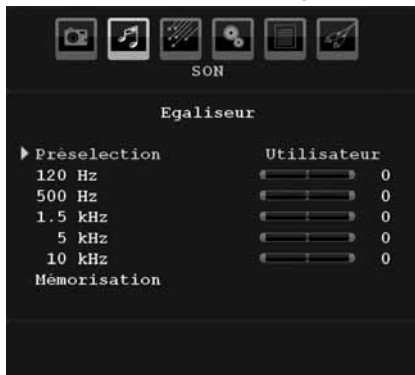 SON
Egaliseur
Préselection Utilisateur
120 Hz 0
500 Hz 0
1.5 kHz 0
5 kHz 0
10 kHz 0
Mémorisation